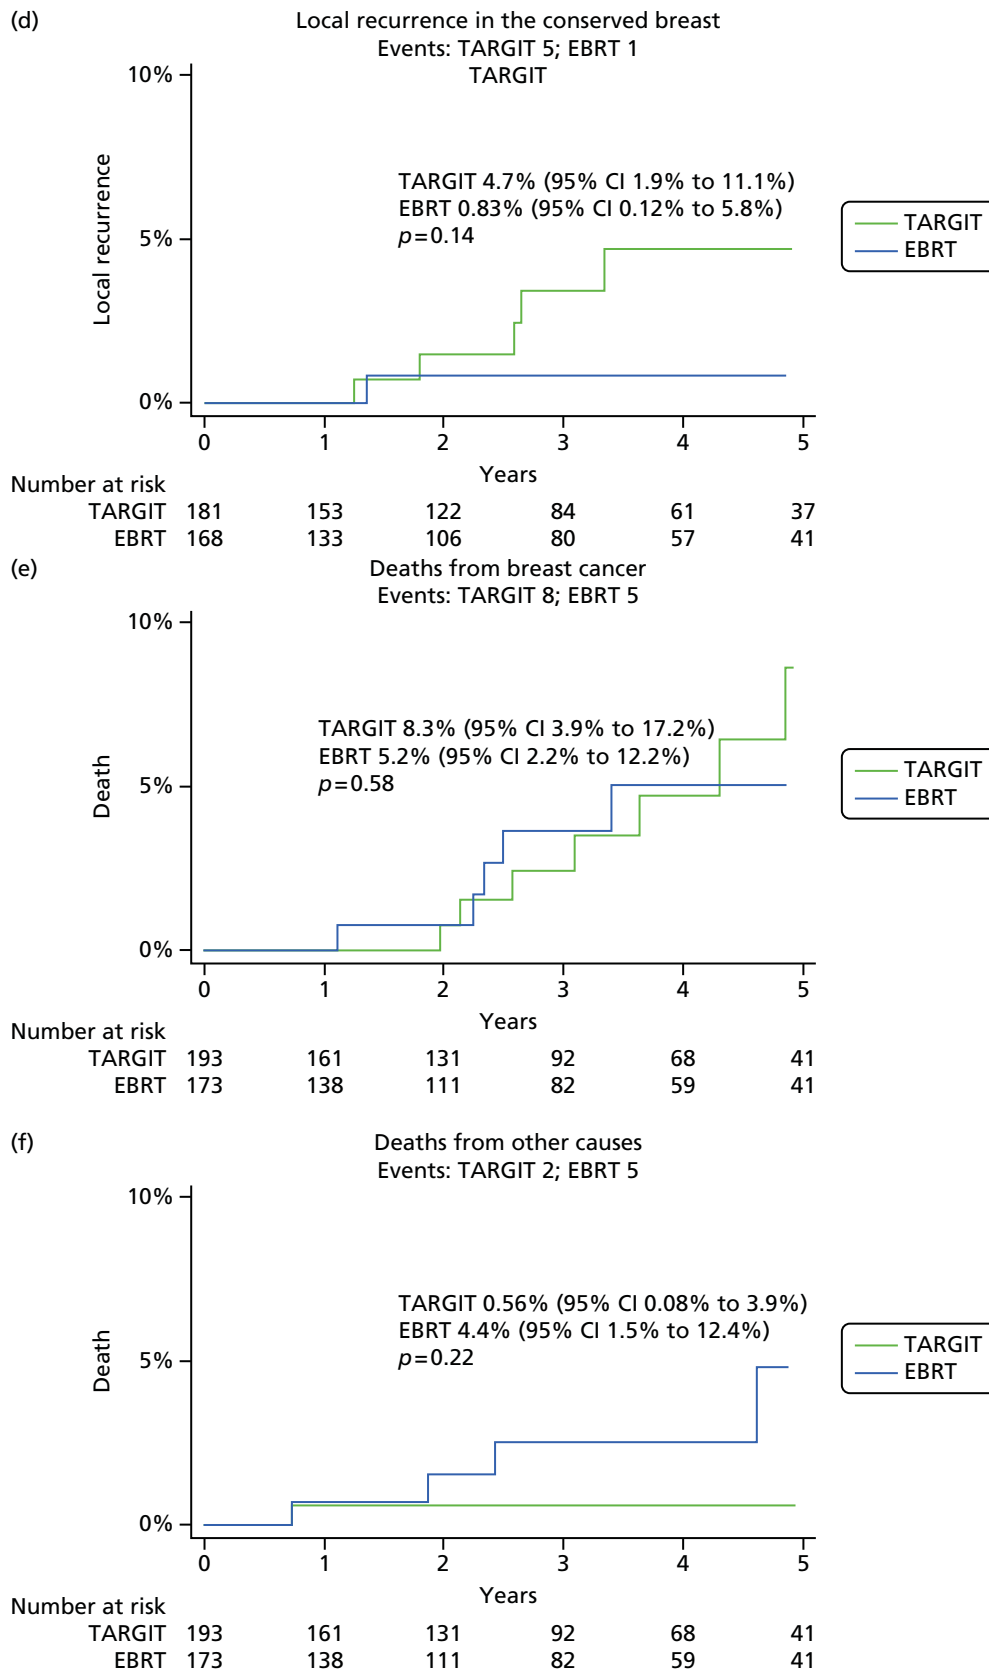 (d)
Local recurrence in the conserved breast
Events: TARGIT 5; EBRT 1
TARGIT
10%
5%
0%
Local recurrence
TARGIT 4.7% (95% CI 1.9% to 11.1%)
EBRT 0.83% (95% CI 0.12% to 5.8%)
p=0.14
TARGIT
EBRT
0 1 2 3 4 5
Years
Number at risk
TARGIT 181 153 122 84 61 37
EBRT 168 133 106 80 57 41
(e)
Deaths from breast cancer
Events: TARGIT 8; EBRT 5
10%
5%
0%
Death
TARGIT 8.3% (95% CI 3.9% to 17.2%)
EBRT 5.2% (95% CI 2.2% to 12.2%)
p=0.58
TARGIT
EBRT
0 1 2 3 4 5
Years
Number at risk
TARGIT 193 161 131 92 68 41
EBRT 173 138 111 82 59 41
(f)
Deaths from other causes
Events: TARGIT 2; EBRT 5
10%
5%
0%
Death
TARGIT 0.56% (95% CI 0.08% to 3.9%)
EBRT 4.4% (95% CI 1.5% to 12.4%)
p=0.22
TARGIT
EBRT
0 1 2 3 4 5
Years
Number at risk
TARGIT 193 161 131 92 68 41
EBRT 173 138 111 82 59 41